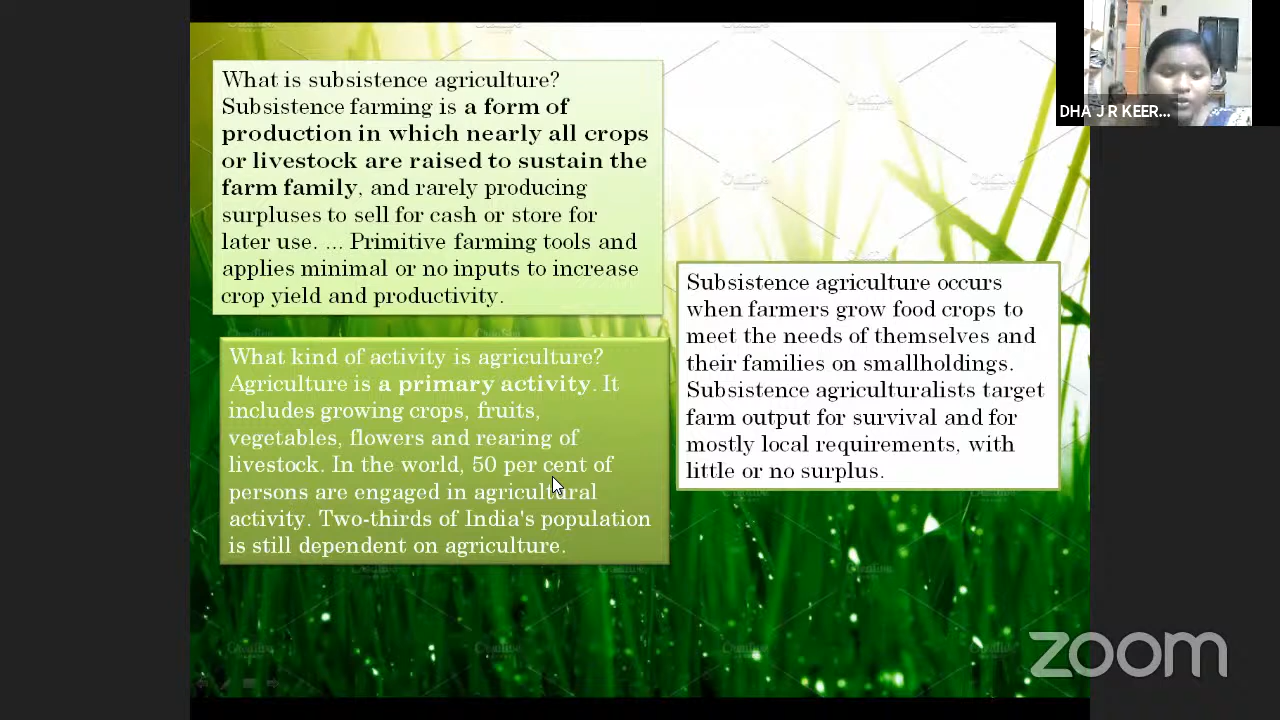 What is subsistence agriculture?
Subsistence farming is a form of
production in which nearly all crops
or livestock are raised to sustain the
farm family, and rarely producing
surpluses to sell for cash or store for
later use. ... Primitive farming tools and
applies minimal or no inputs to increase
crop yield and productivity.
What kind of activity is agriculture?
Agriculture is a primary activity. It
includes growing crops, fruits,
vegetables, flowers and rearing of
livestock. In the world, 50 per cent of
persons are engaged in agricultural
activity. Two-thirds of India's population
is still dependent on agriculture.
Subsistence agriculture occurs
when farmers grow food crops to
meet the needs of themselves and
their families on smallholdings.
Subsistence agriculturalists target
farm output for survival and for
mostly local requirements, with
little or no surplus.
DHA J R KEER...
zoom